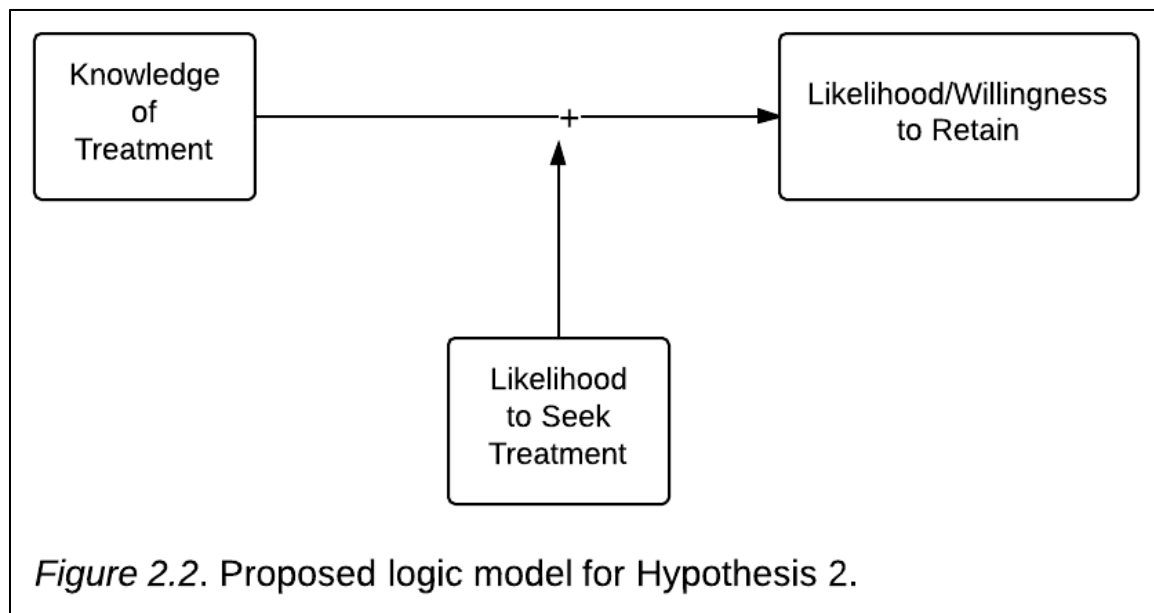 Knowledge
of
Treatment
+
Likelihood/Willingness
to Retain
Likelihood
to Seek
Treatment
Figure 2.2. Proposed logic model for Hypothesis 2.